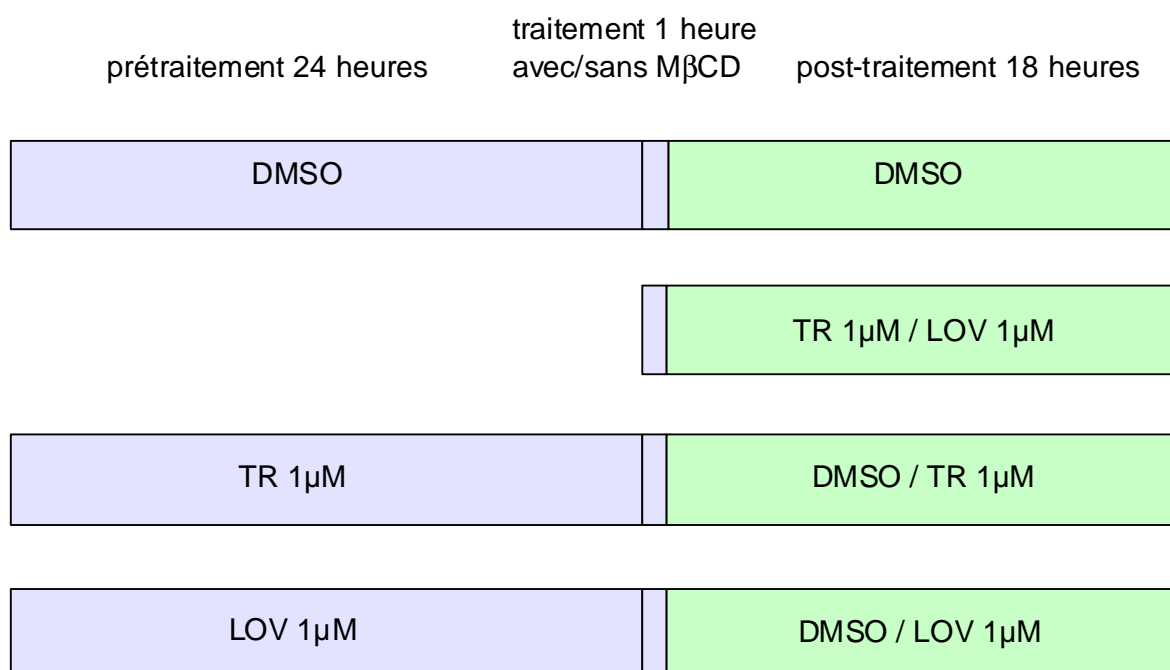 traitement 1 heure
prétraitement 24 heures avec/sans MβCD post-traitement 18 heures
DMSO DMSO
TR 1µM / LOV 1µM
TR 1µM DMSO / TR 1µM
LOV 1µM DMSO / LOV 1µM